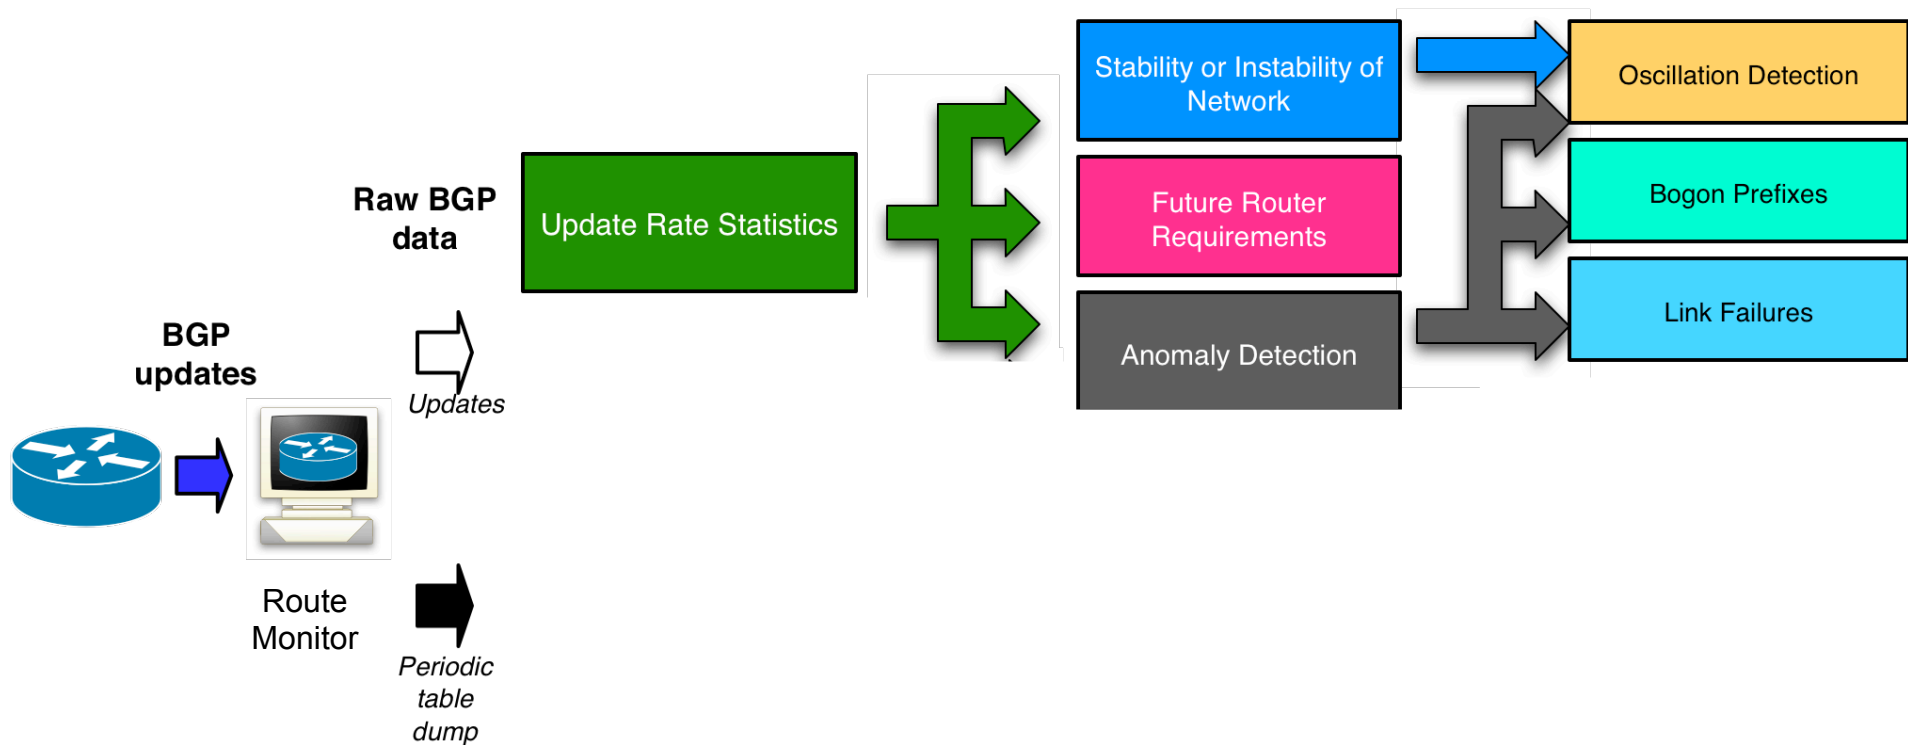 BGP
updates
Route
Monitor
Raw BGP
data
Updates
Periodic
table
dump
Update Rate Statistics
Stability or Instability of
Network
Future Router
Requirements
Anomaly Detection
Oscillation Detection
Bogon Prefixes
Link Failures